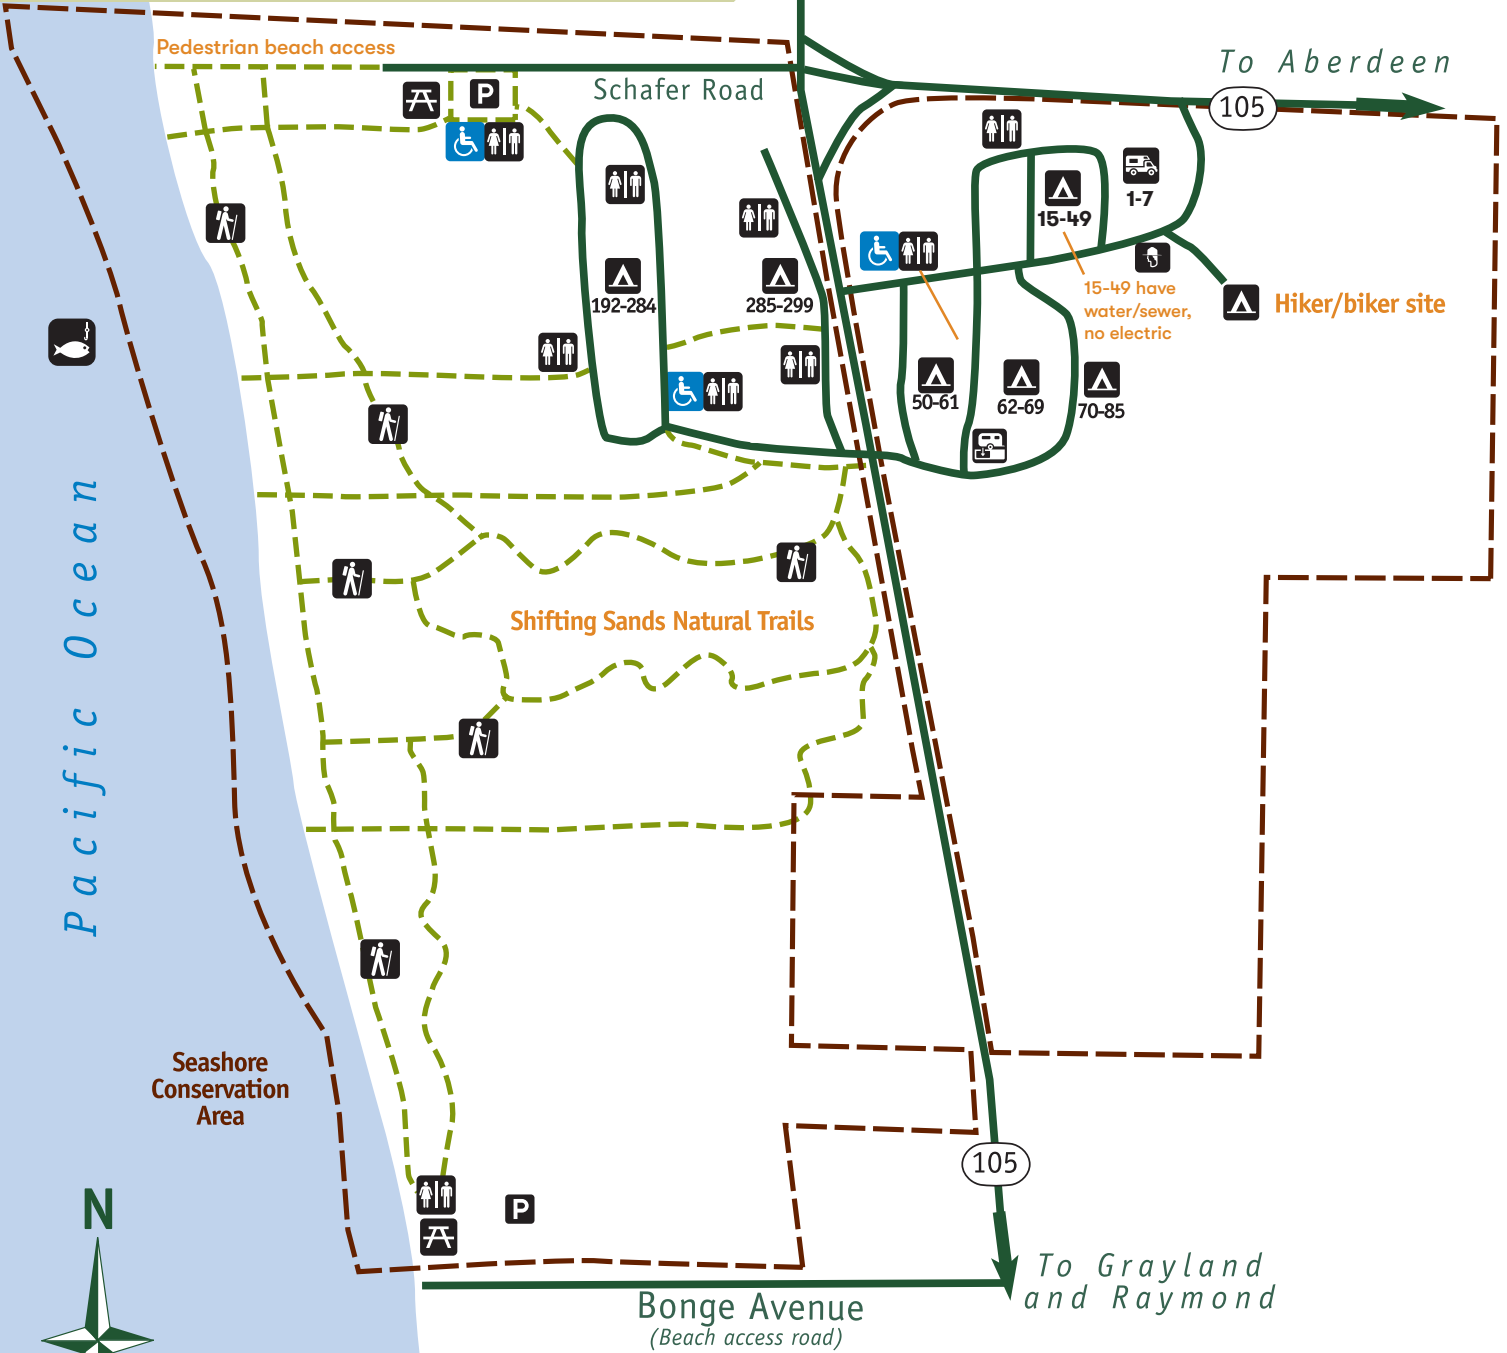 Pedestrian beach access
Schafer Road
P
To Aberdeen
105
1-7
15-49
192-284
285-299
15-49 have
water/sewer,
no electric
Hiker/biker site
50-61
62-69
70-85
Pacific Ocean
Shifting Sands Natural Trails
Seashore
Conservation
Area
105
N
P
To Grayland
and Raymond
Bonge Avenue
(Beach access road)